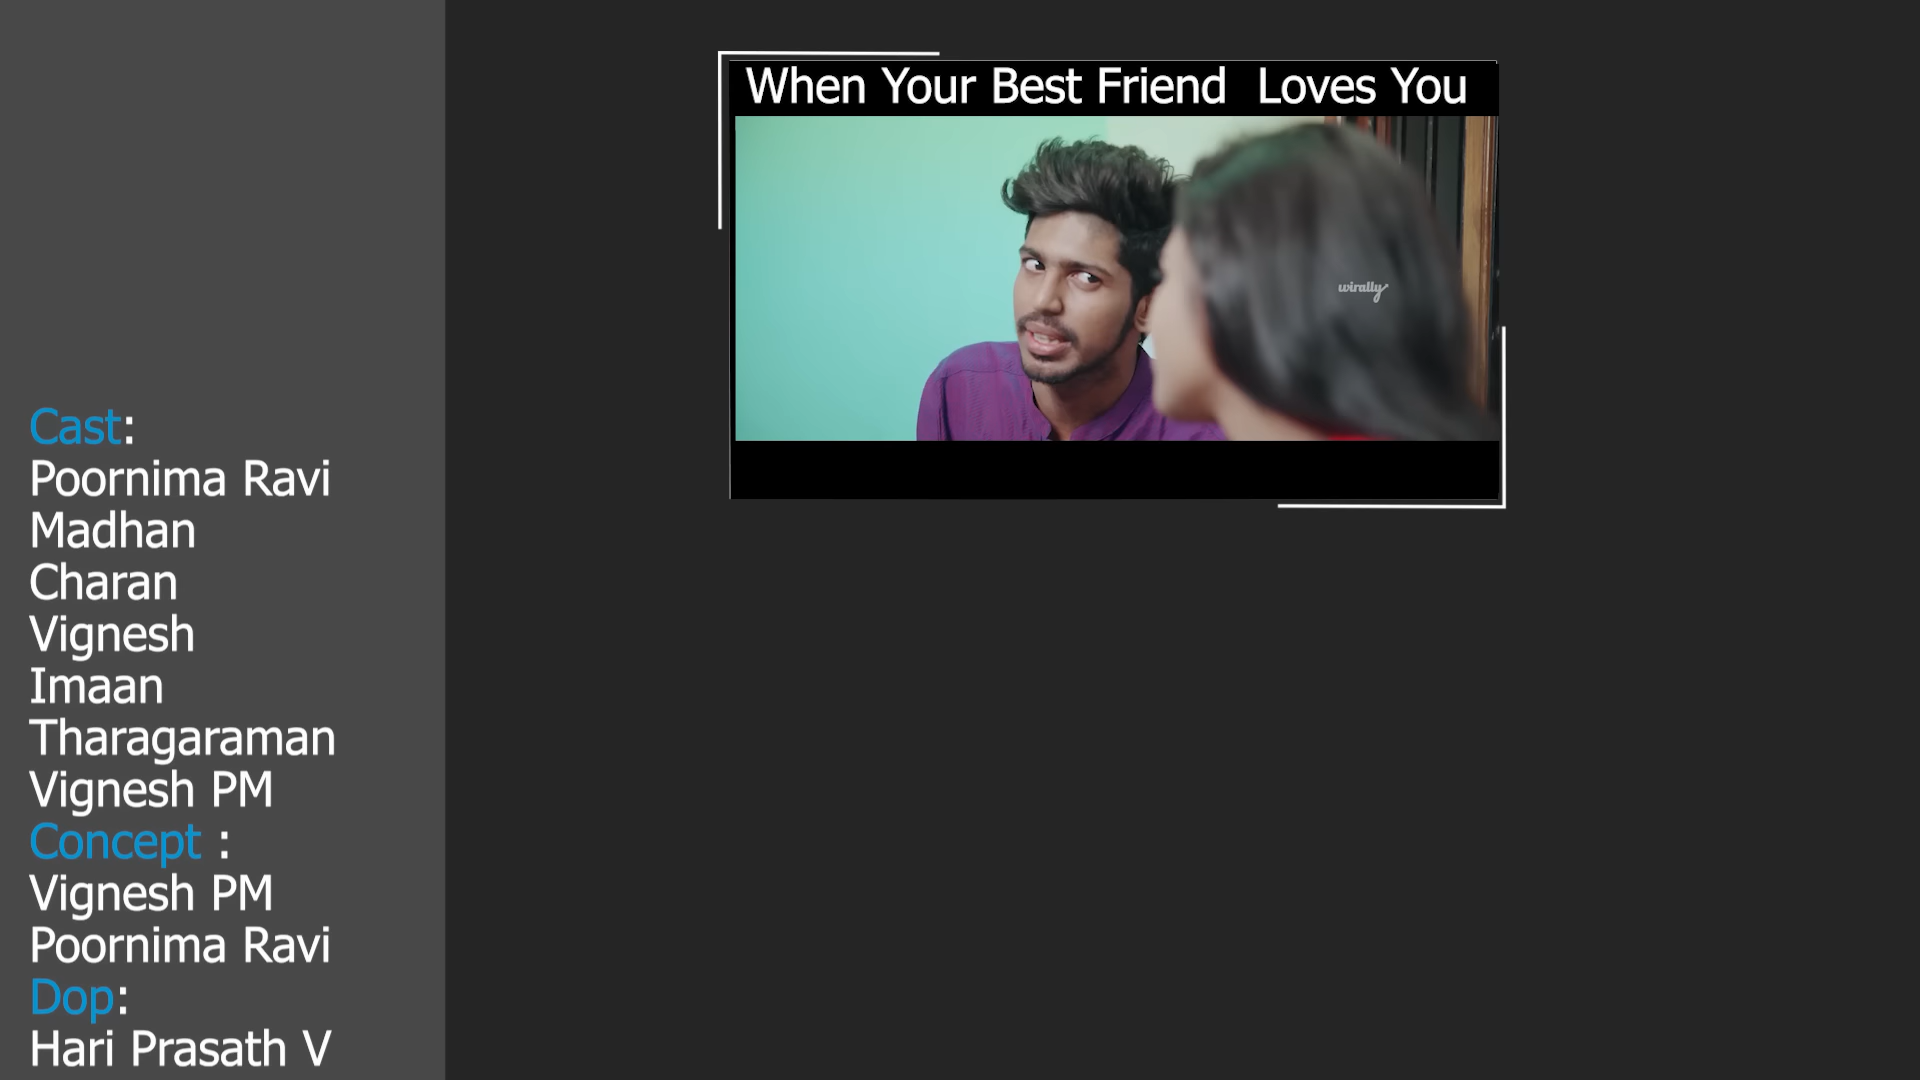 When Your Best Friend  Loves You
wirally
Cast:
Poornima Ravi
Madhan
Charan
Vignesh
Imaan
Tharagaraman
Vignesh PM
Concept :
Vignesh PM
Poornima Ravi
Dop:
Hari Prasath V